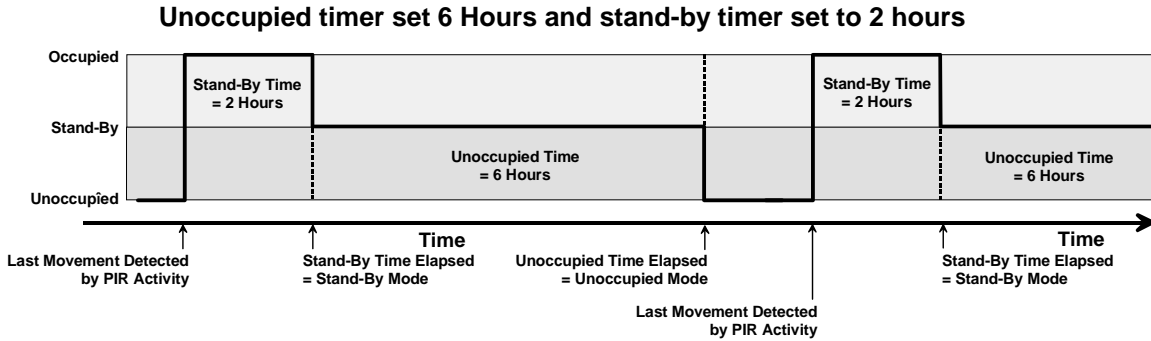 Unoccupied timer set 6 Hours and stand-by timer set to 2 hours
Occupied
Stand-By Time
= 2 Hours
Stand-By Time
= 2 Hours
Stand-By
Unoccupied Time
= 6 Hours
Unoccupied Time
= 6 Hours
Unoccupîed
Time
Time
Last Movement Detected
by PIR Activity
Stand-By Time Elapsed
= Stand-By Mode
Unoccupied Time Elapsed
= Unoccupied Mode
Stand-By Time Elapsed
= Stand-By Mode
Last Movement Detected
by PIR Activity